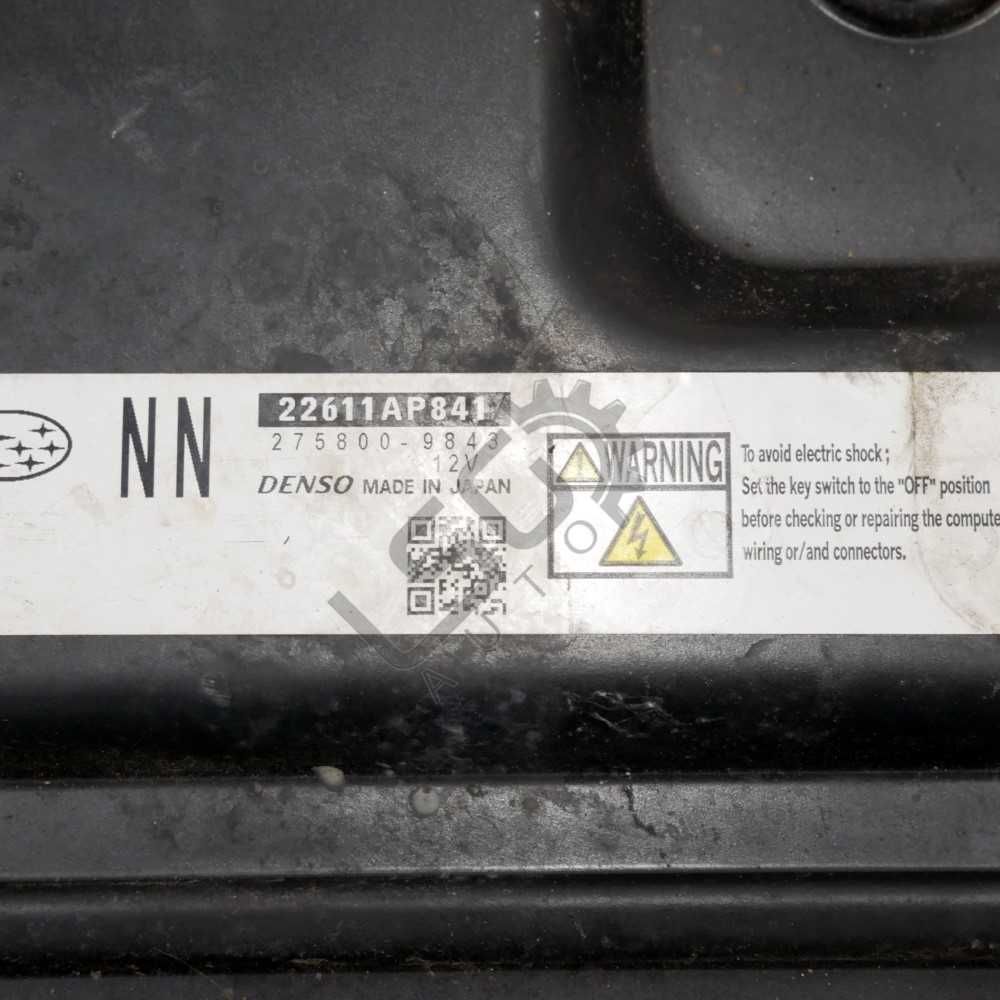 NN
22611AP841
275800-9843
12V
DENSO MADE IN JAPAN
WARNING
To avoid electric shock;
Set the key switch to the "OFF" position
before checking or repairing the compute
wiring or/and connectors.
AUTO